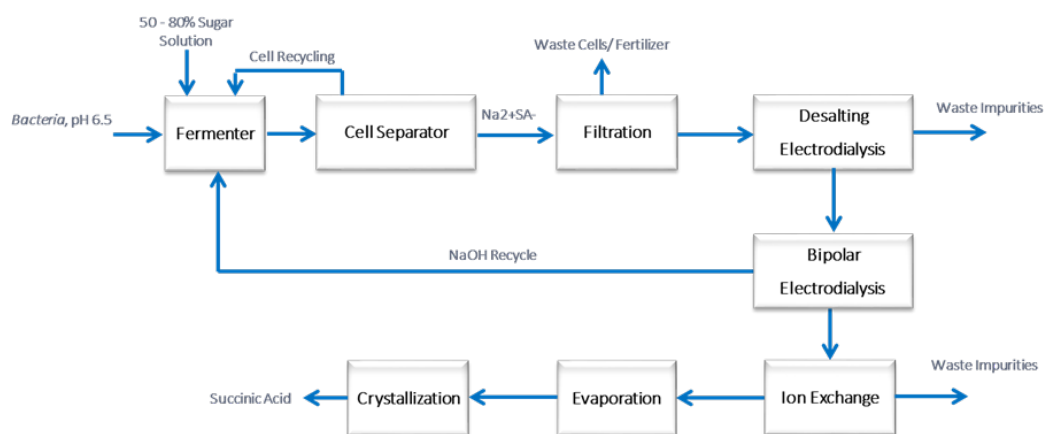 50 - 80% Sugar
Solution
Cell Recycling
Waste Cells/ Fertilizer
Bacteria, pH 6.5
Fermenter
Cell Separator
Na2+SA-
Filtration
Desalting
Electrodialysis
Waste Impurities
NaOH Recycle
Bipolar
Electrodialysis
Succinic Acid
Crystallization
Evaporation
Ion Exchange
Waste Impurities